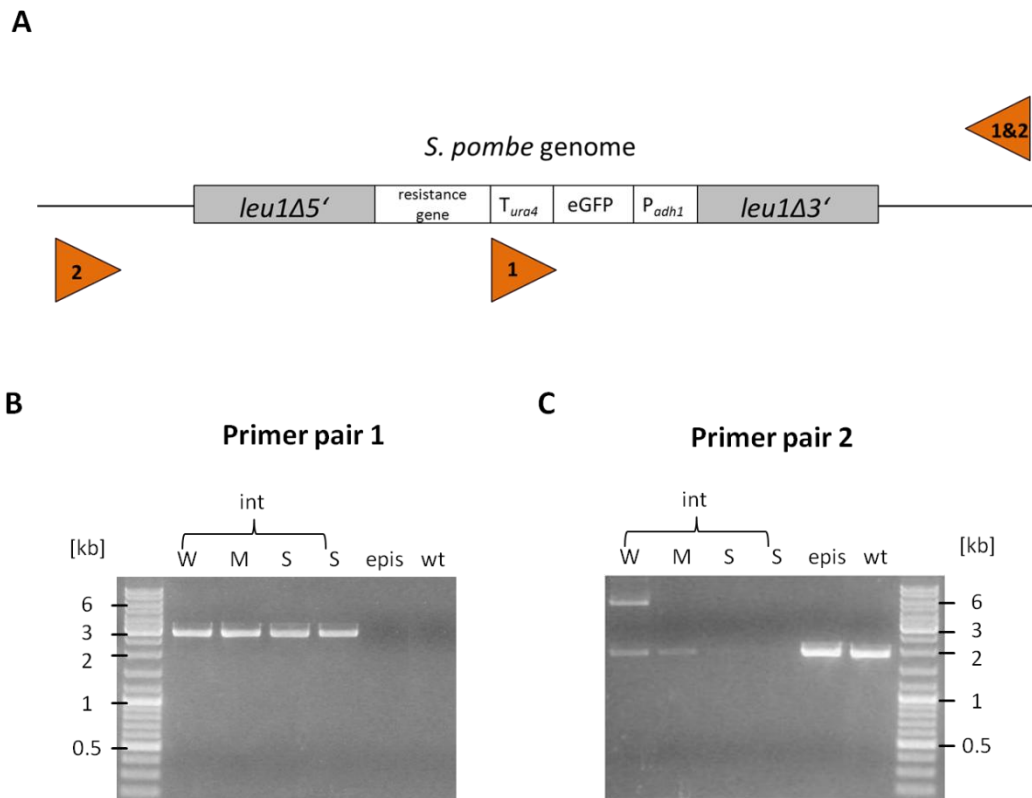 A
1&2
S. pombe genome
leu1Δ5‘ resistance gene Tura4 eGFP Padh1 leu1Δ3‘
2 1
B
Primer pair 1
int
[kb] W M S S epis wt
6
3
2
1
0.5
C
Primer pair 2
int
W M S S epis wt [kb]
6
3
2
1
0.5